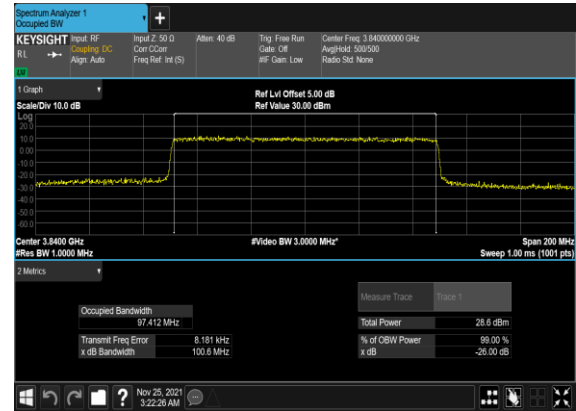 Spectrum Analyzer 1
Occupied BW
+
KEYSIGHT Input: RF Input Z: 50 Ω Atten: 40 dB Trig: Free Run Center Freq: 3.840000000 GHz
RL Coupling: DC Corr CCorr Gate: Off Avg|Hold: 500/500
Align: Auto Freq Ref: Int (S) #IF Gain: Low Radio Std: None
1 Graph
Ref Lvl Offset 5.00 dB
Scale/Div 10.0 dB Ref Value 30.00 dBm
Log
20.0
10.0
0.00
-10.0
-20.0
-30.0
-40.0
-50.0
-60.0
Center 3.8400 GHz #Video BW 3.0000 MHz* Span 200 MHz
#Res BW 1.0000 MHz Sweep 1.00 ms (1001 pts)
2 Metrics
Measure Trace Trace 1
Occupied Bandwidth
97.412 MHz Total Power 28.6 dBm
Transmit Freq Error 8.181 kHz % of OBW Power 99.00 %
x dB Bandwidth 100.6 MHz x dB -26.00 dB
? Nov 25, 2021
3:22:26 AM